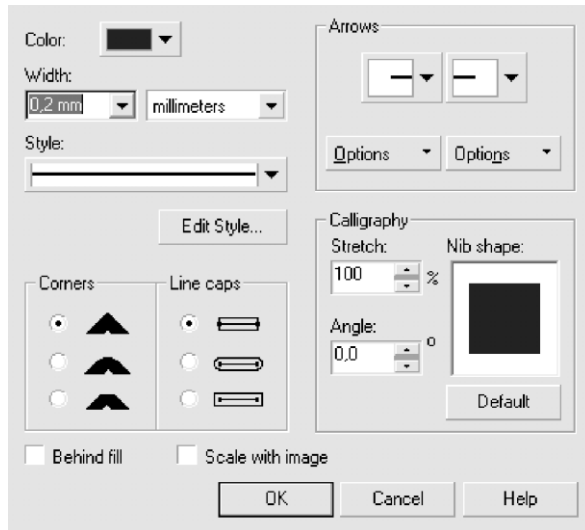 Color:
Width:
0,2 mm
millimeters
Style:
Edit Style...
Arrows
Options
Options
Corners
Line caps
Calligraphy
Stretch:
100
%
Angle:
0,0
o
Nib shape:
Default
Behind fill
Scale with image
OK
Cancel
Help